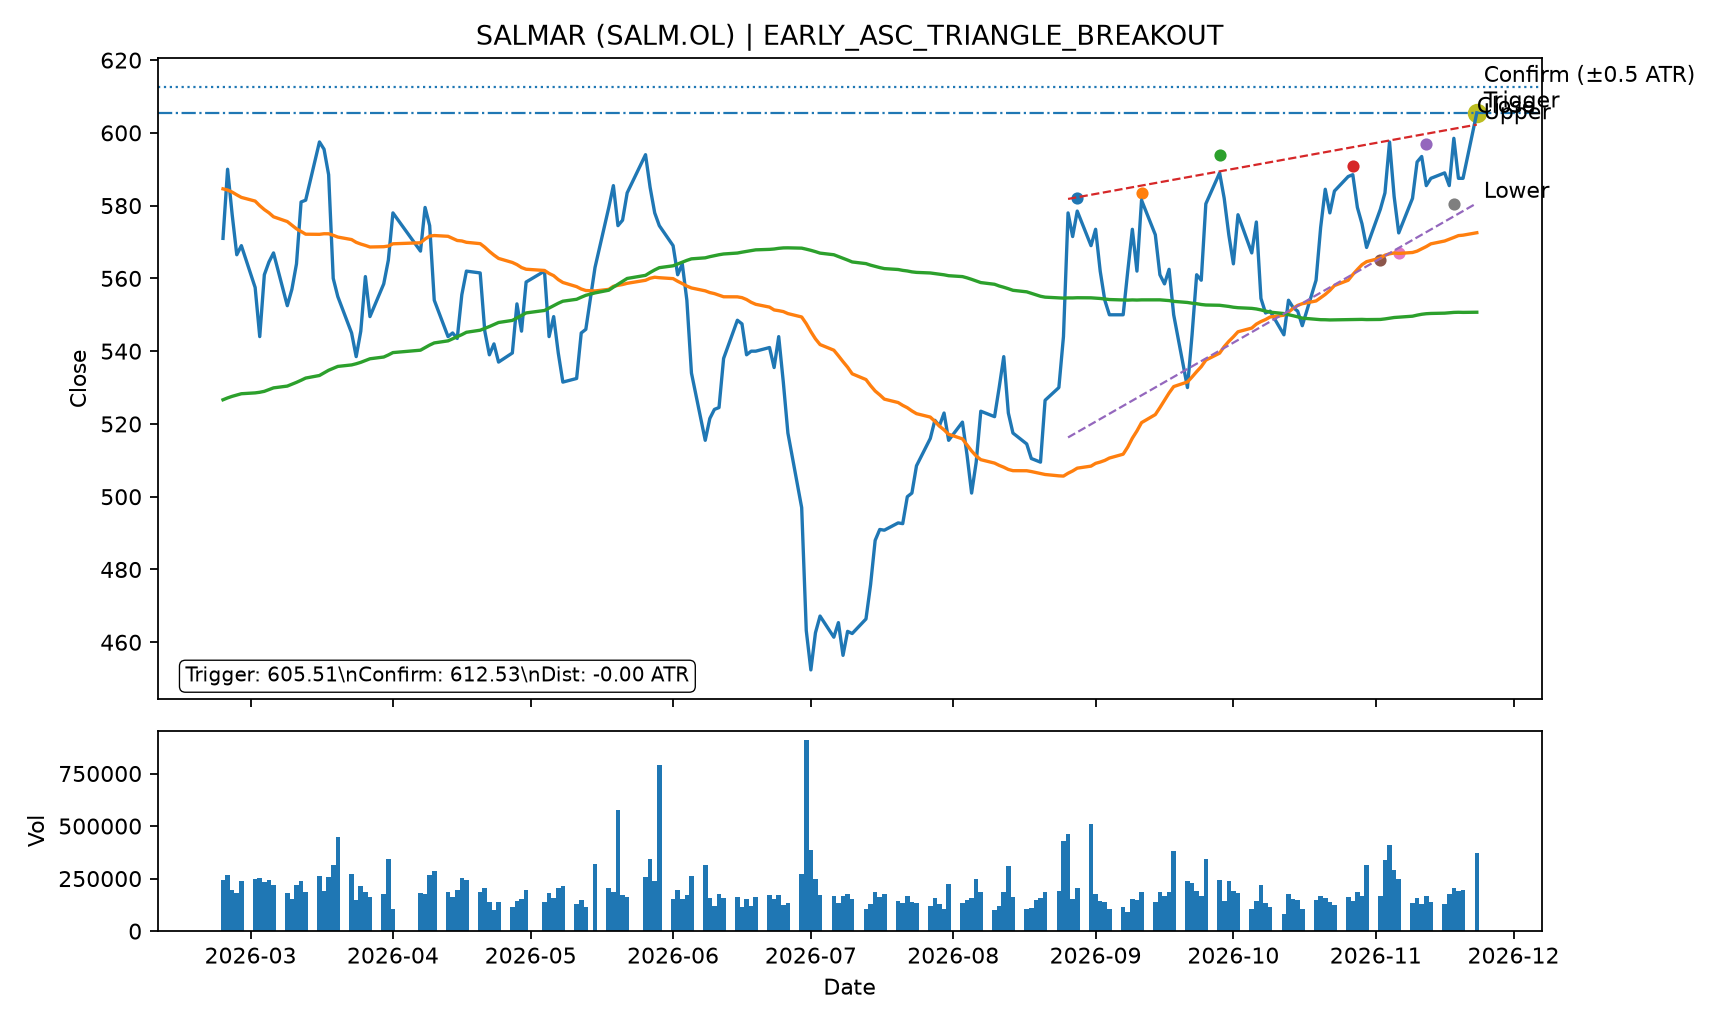 SALMAR (SALM.OL) | EARLY_ASC_TRIANGLE_BREAKOUT
620
600
580
560
540
520
500
480
460
Close
Confirm (±0.5 ATR)
Trigger
Close
Upper
Lower
Trigger: 605.51\nConfirm: 612.53\nDist: -0.00 ATR
750000
500000
250000
0
Vol
2026-03 2026-04 2026-05 2026-06 2026-07 2026-08 2026-09 2026-10 2026-11 2026-12
Date